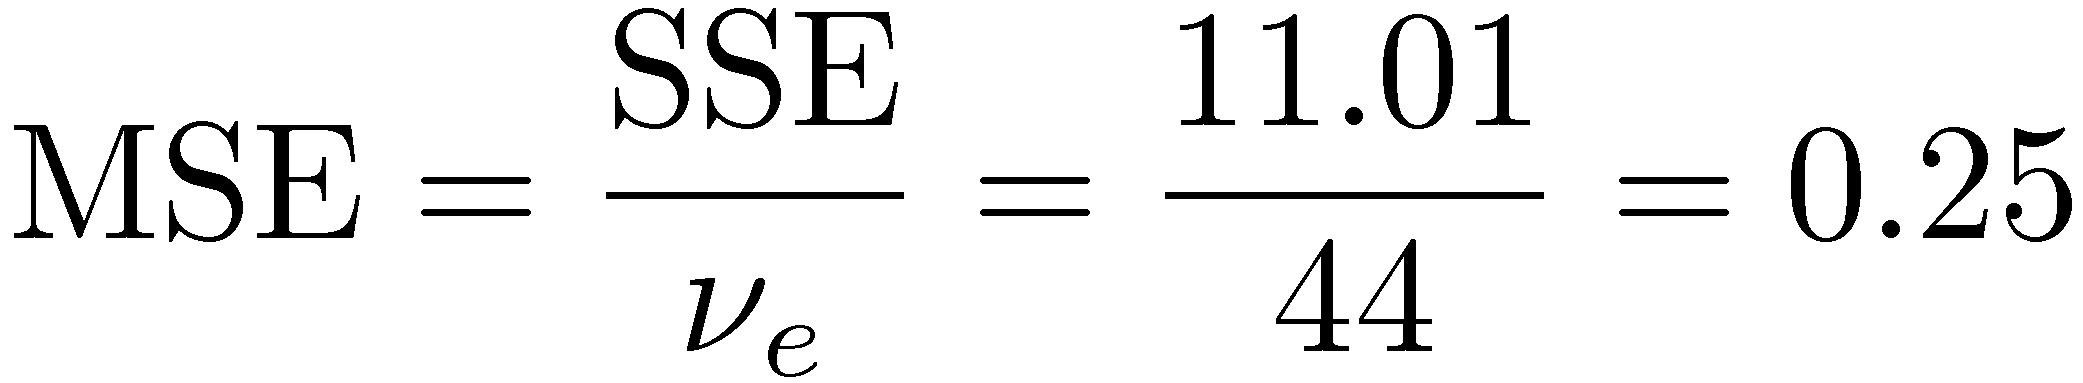 MSE = SSE / ν_e = 11.01 / 44 = 0.25